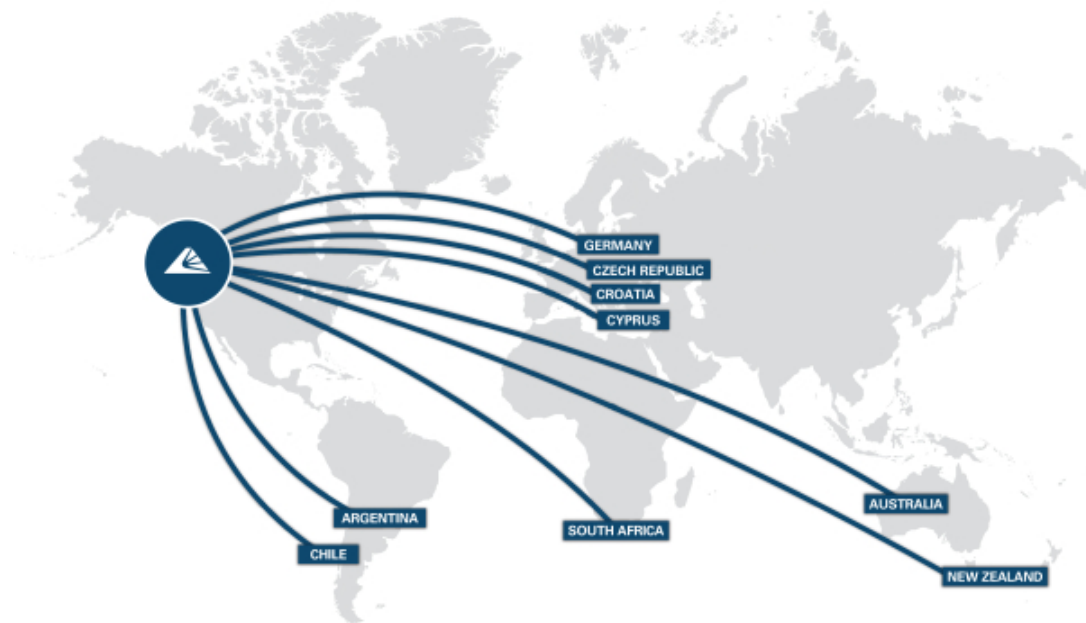 GERMANY
CZECH REPUBLIC
CROATIA
CYPRUS
AUSTRALIA
ARGENTINA
SOUTH AFRICA
CHILE
NEW ZEALAND